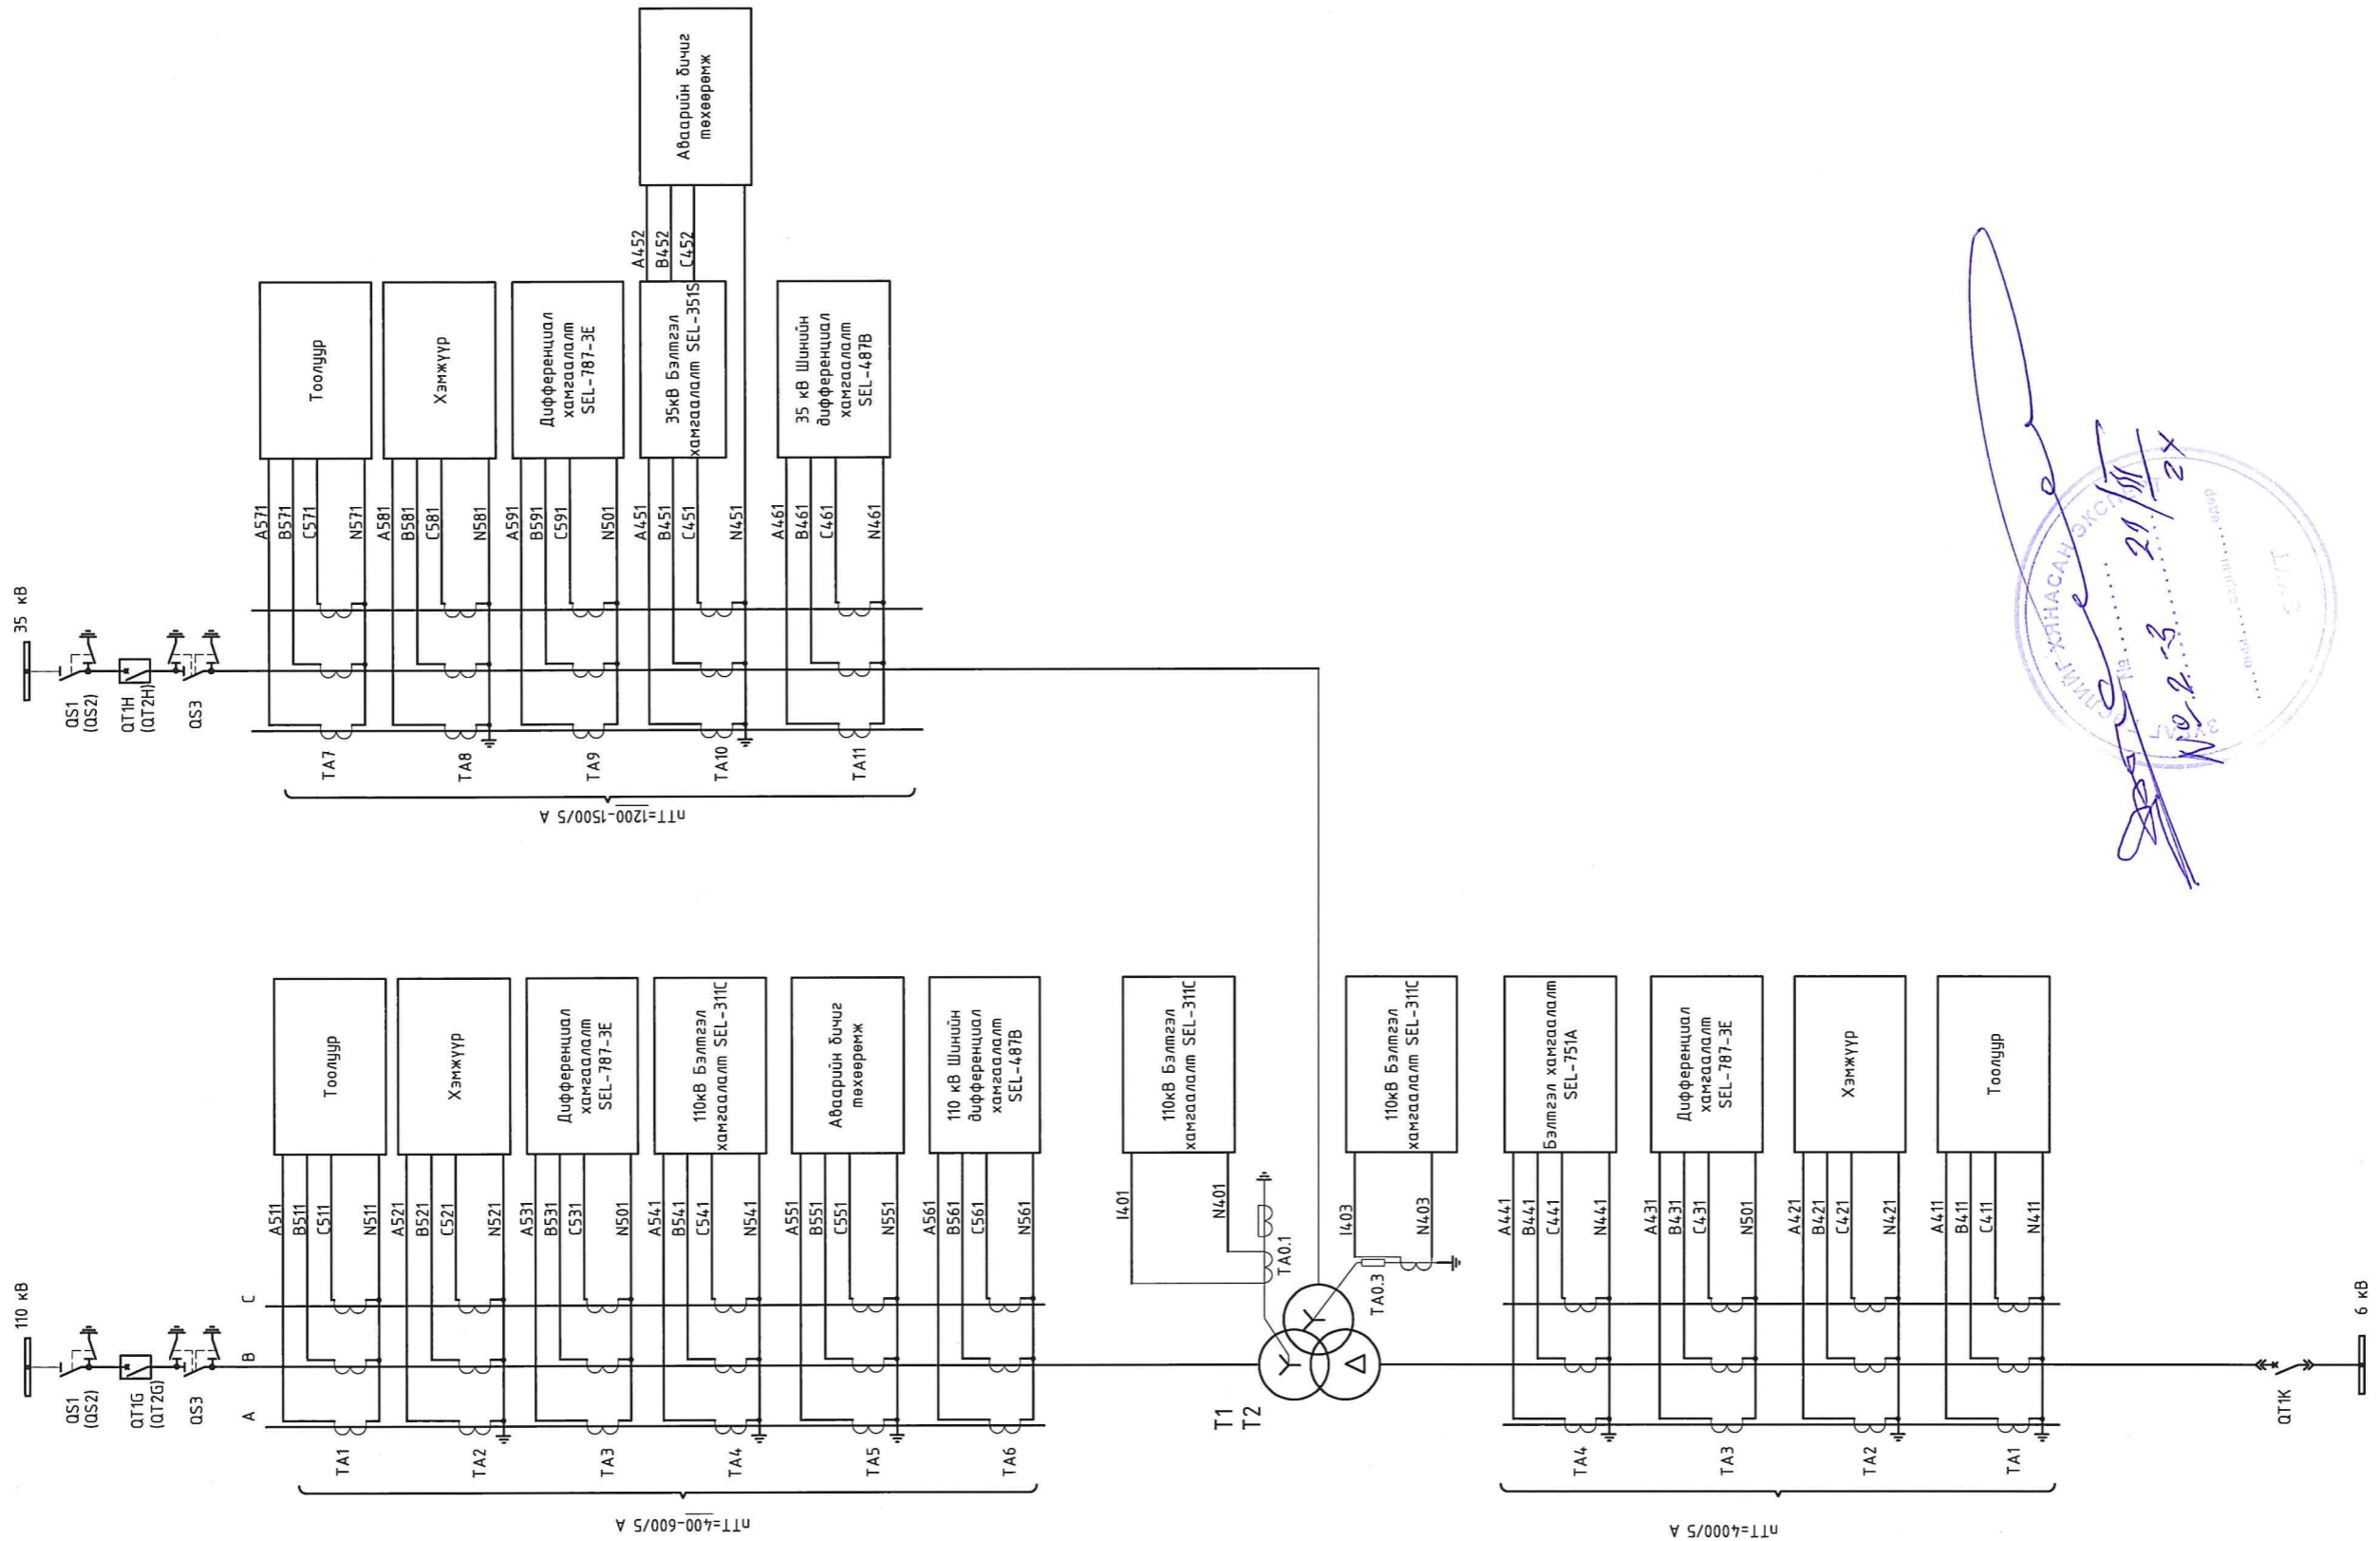 35 кВ
QS1
(QS2)
QT1H
(QT2H)
QS3
A571
B571
C571
N571
Тоолуур
TA7
A581
B581
C581
N581
Хэмжүүр
TA8
A591
B591
C591
N501
Дифференциал
хамгаалалт
SEL-787-3E
TA9
A451
B451
C451
N451
35кВ Бэлтгэл
хамгаалалт SEL-351S
TA10
A452
B452
C452
Аваарийн бичиг
төхөөрөмж
A461
B461
C461
N461
35 кВ Шинийн
дифференциал
хамгаалалт
SEL-487B
TA11
nТТ=1200-1500/5 А
110 кВ
QS1
(QS2)
QT1G
(QT2G)
QS3
A
B
C
A511
B511
C511
N511
Тоолуур
TA1
A521
B521
C521
N521
Хэмжүүр
TA2
A531
B531
C531
N501
Дифференциал
хамгаалалт
SEL-787-3E
TA3
A541
B541
C541
N541
110кВ Бэлтгэл
хамгаалалт SEL-311C
TA4
A551
B551
C551
N551
Аваарийн бичиг
төхөөрөмж
TA5
A561
B561
C561
N561
110 кВ Шинийн
дифференциал
хамгаалалт
SEL-487B
TA6
nТТ=400-600/5 А
I401
N401
110кВ Бэлтгэл
хамгаалалт SEL-311C
TA0.1
T1
T2
I403
N403
110кВ Бэлтгэл
хамгаалалт SEL-311C
TA0.3
A441
B441
C441
N441
Бэлтгэл хамгаалалт
SEL-751A
TA4
A431
B431
C431
N501
Дифференциал
хамгаалалт
SEL-787-3E
TA3
A421
B421
C421
N421
Хэмжүүр
TA2
A411
B411
C411
N411
Тоолуур
TA1
nТТ=4000/5 А
QT1K
6 кВ
ХЯНАСАН
№